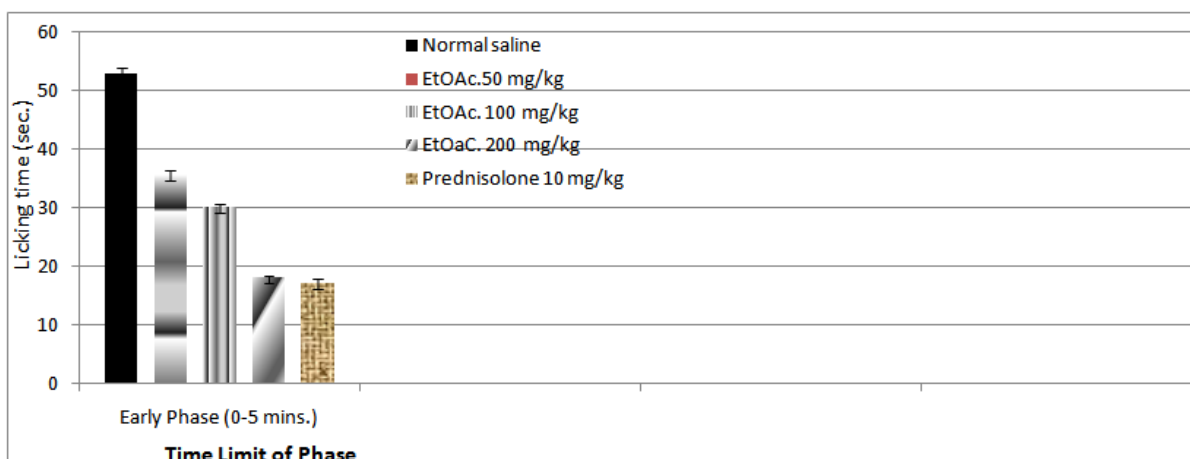 60
50
40
30
20
10
0
Licking time (sec.)
Normal saline
EtOAc.50 mg/kg
EtOAc. 100 mg/kg
EtOaC. 200 mg/kg
Prednisolone 10 mg/kg
Early Phase (0-5 mins.)
Time Limit of Phase